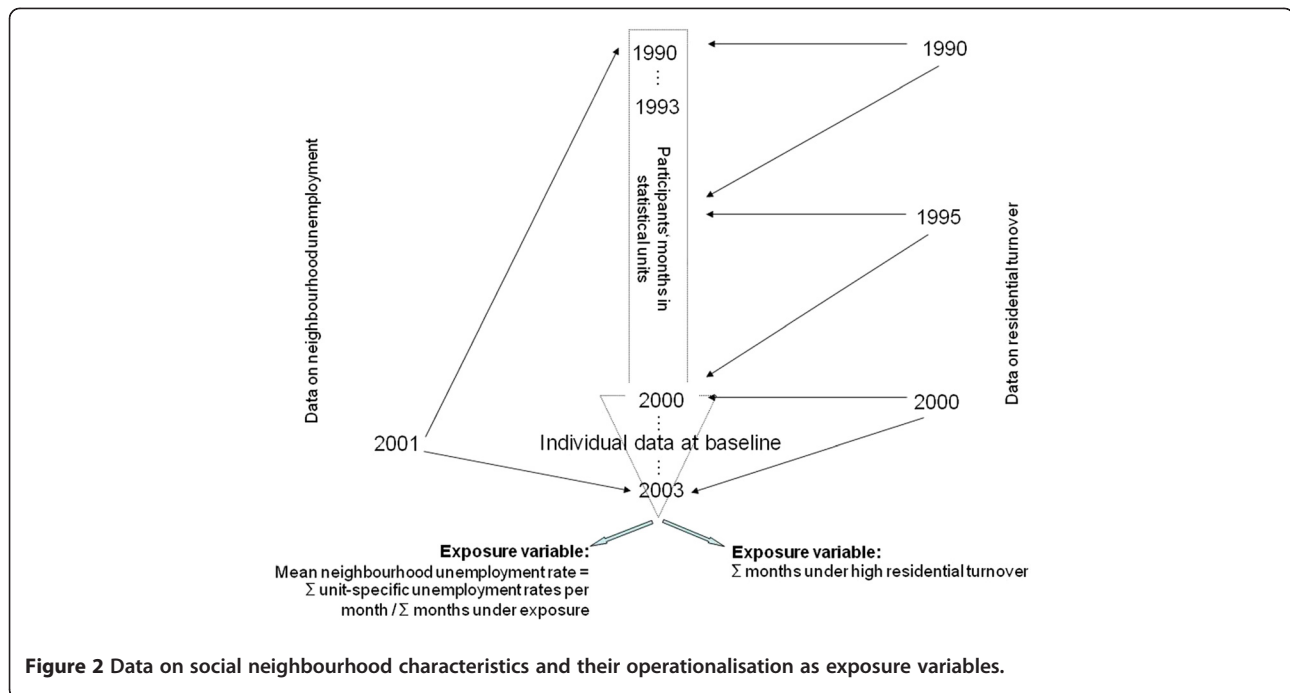 1990
⋮
1993
Participants' months in
statistical units
Data on neighbourhoodunemployment
1990
1995
2000
Data on residential turnover
2001
2000
⋮
Individual data at baseline
⋮
2003
Exposure variable:
Mean neighbourhood unemployment rate =
Σ unit-specific unemployment rates per
month / Σ months under exposure
Exposure variable:
Σ months under high residential turnover
Figure 2 Data on social neighbourhood characteristics and their operationalisation as exposure variables.